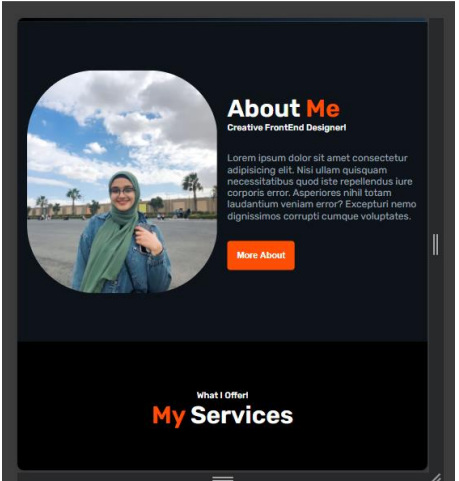 About Me
Creative FrontEnd Designer!
Lorem ipsum dolor sit amet consectetur
adipisicing elit. Nisi ullam quisquam
necessitatibus quod iste repellendus iure
corporis error. Asperiores nihil totam
laudantium veniam error? Excepturi nemo
dignissimos corrupti cumque voluptates.
More About
What I Offer!
My Services